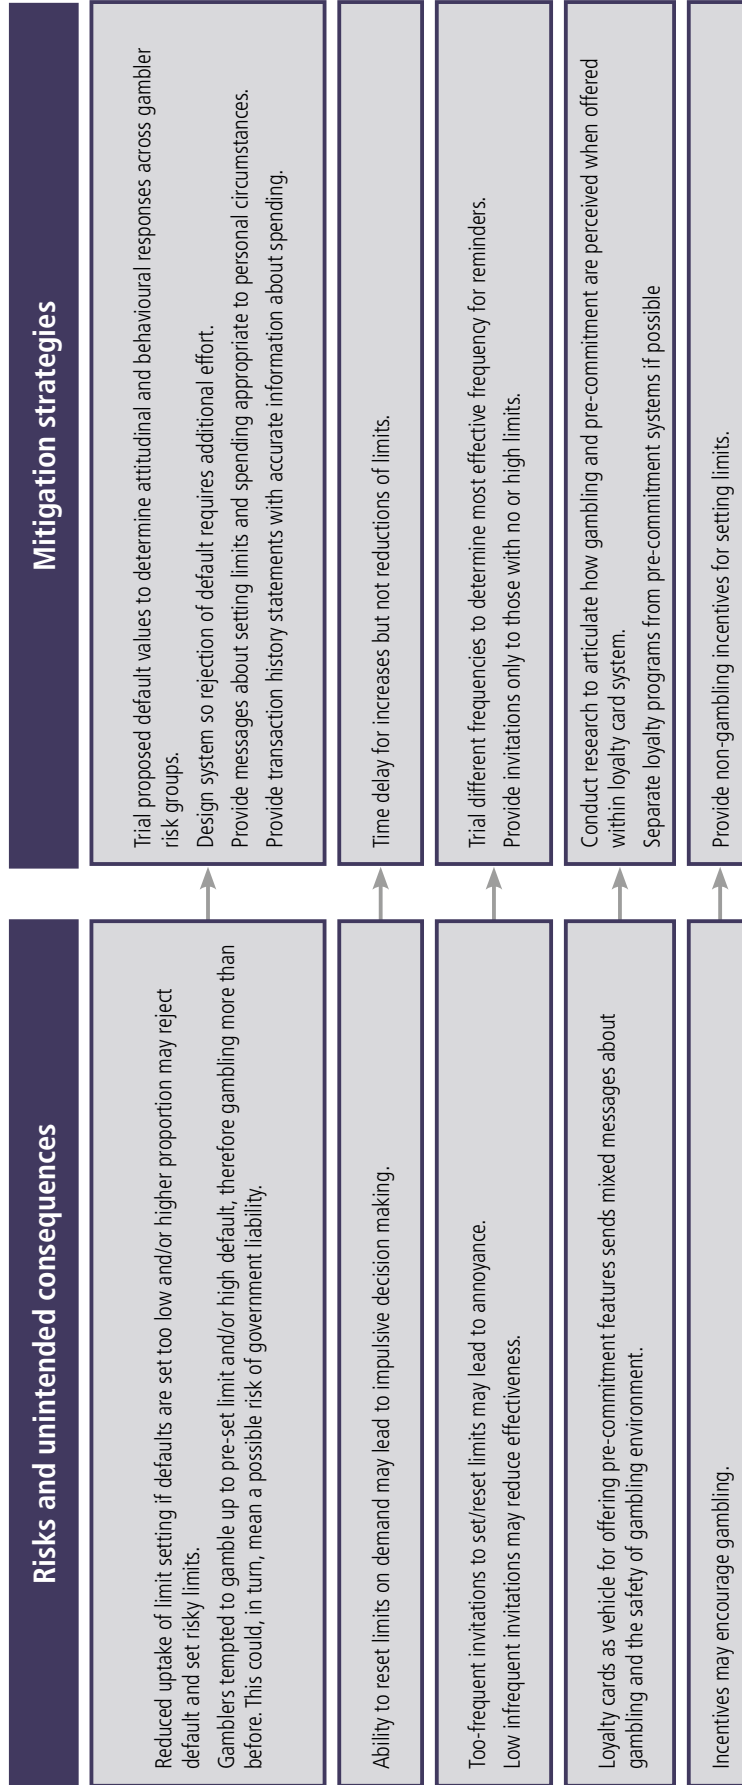 Risks and unintended consequences
Mitigation strategies
Reduced uptake of limit setting if defaults are set too low and/or higher proportion may reject
default and set risky limits.
Gamblers tempted to gamble up to pre-set limit and/or high default, therefore gambling more than
before. This could, in turn, mean a possible risk of government liability.
Trial proposed default values to determine attitudinal and behavioural responses across gambler
risk groups.
Design system so rejection of default requires additional effort.
Provide messages about setting limits and spending appropriate to personal circumstances.
Provide transaction history statements with accurate information about spending.
Ability to reset limits on demand may lead to impulsive decision making.
Time delay for increases but not reductions of limits.
Too-frequent invitations to set/reset limits may lead to annoyance.
Low infrequent invitations may reduce effectiveness.
Trial different frequencies to determine most effective frequency for reminders.
Provide invitations only to those with no or high limits.
Loyalty cards as vehicle for offering pre-commitment features sends mixed messages about
gambling and the safety of gambling environment.
Conduct research to articulate how gambling and pre-commitment are perceived when offered
within loyalty card system.
Separate loyalty programs from pre-commitment systems if possible
Incentives may encourage gambling.
Provide non-gambling incentives for setting limits.